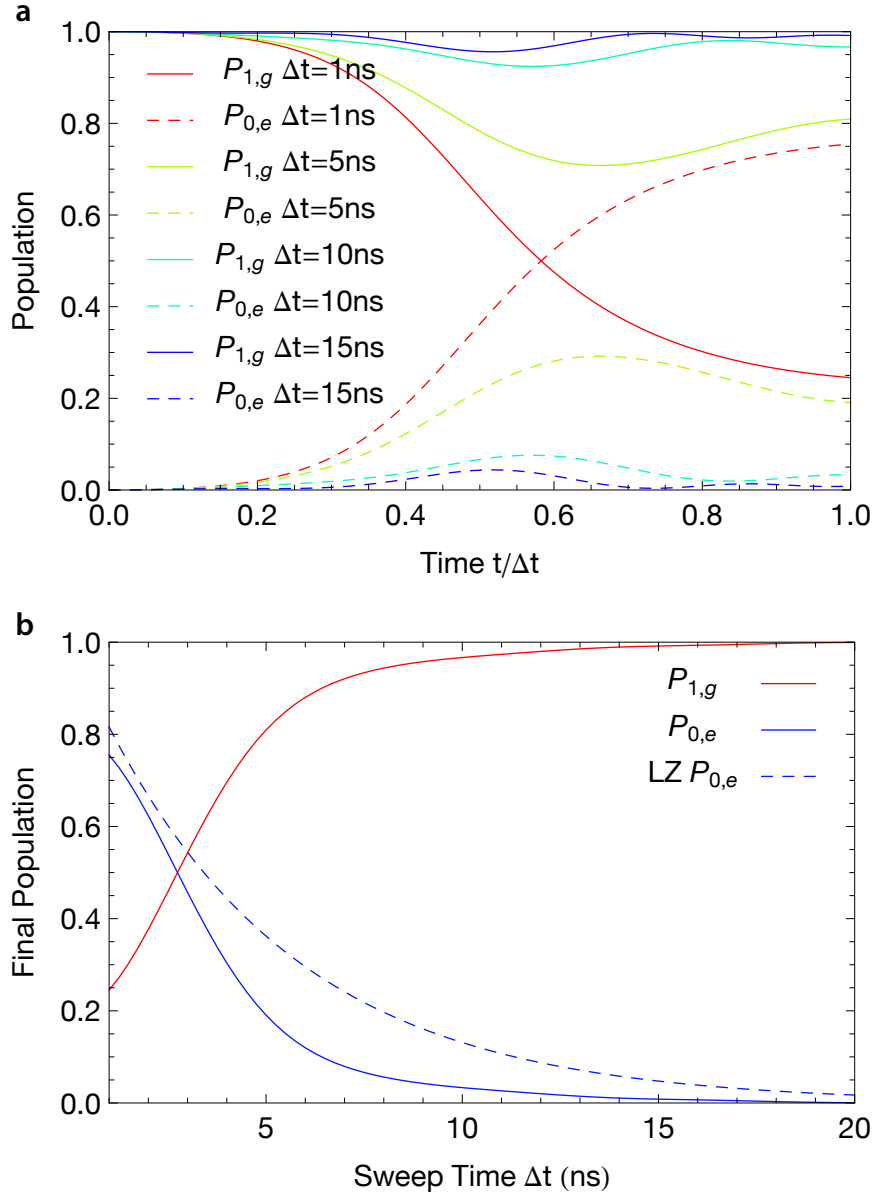 a
1.0
0.8
0.6
0.4
0.2
0.0
Population
P1,g Δt=1ns
P0,e Δt=1ns
P1,g Δt=5ns
P0,e Δt=5ns
P1,g Δt=10ns
P0,e Δt=10ns
P1,g Δt=15ns
P0,e Δt=15ns
0.0 0.2 0.4 0.6 0.8 1.0
Time t/Δt
b
1.0
0.8
0.6
0.4
0.2
0.0
Final Population
P1,g
P0,e
LZ P0,e
5 10 15 20
Sweep Time Δt (ns)